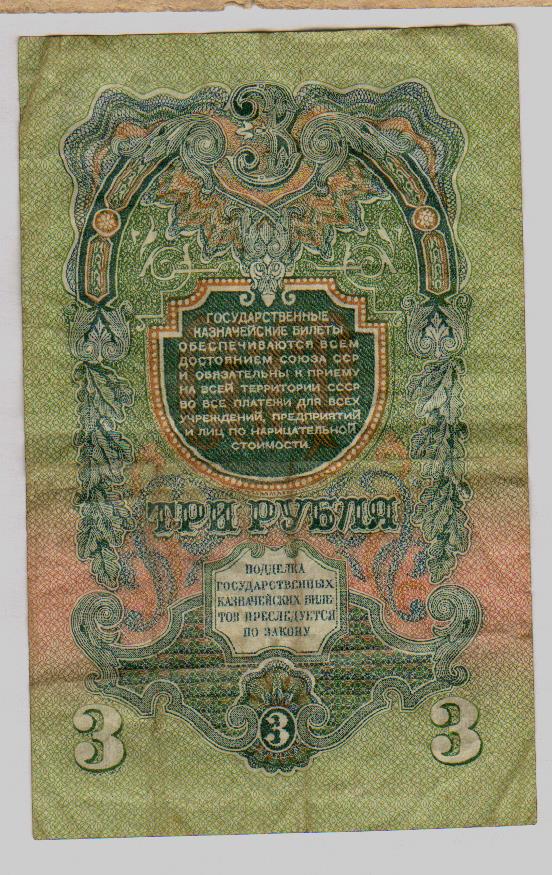 3
ГОСУДАРСТВЕННЫЕ
КАЗНАЧЕЙСКИЕ БИЛЕТЫ
ОБЕСПЕЧИВАЮТСЯ ВСЕМ
ДОСТОЯНИЕМ СОЮЗА ССР
И ОБЯЗАТЕЛЬНЫ К ПРИЕМУ
НА ВСЕЙ ТЕРРИТОРИИ СССР
ВО ВСЕ ПЛАТЕЖИ ДЛЯ ВСЕХ
УЧРЕЖДЕНИЙ, ПРЕДПРИЯТИЙ
И ЛИЦ ПО НАРИЦАТЕЛЬНОЙ
СТОИМОСТИ
ТРИ РУБЛЯ
ПОДДЕЛКА
ГОСУДАРСТВЕННЫХ
КАЗНАЧЕЙСКИХ БИЛЕ
ТОВ ПРЕСЛЕДУЕТСЯ
ПО ЗАКОНУ
3 3 3